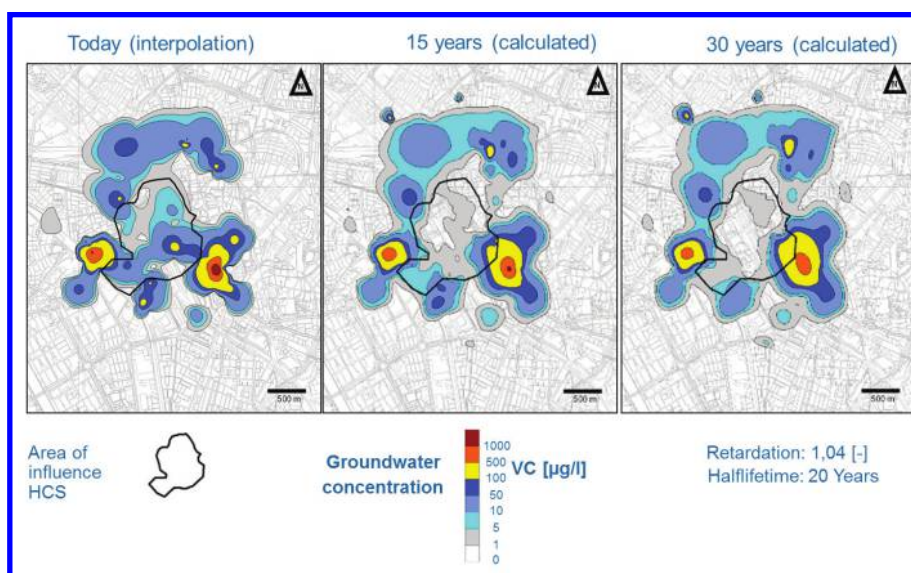 Today (interpolation)
15 years (calculated)
30 years (calculated)
N
N
N
500 m
500 m
500 m
Area of
influence
HCS
Groundwater
concentration
VC [µg/l]
1000
500
100
50
10
5
1
0
Retardation: 1,04 [-]
Halflifetime: 20 Years